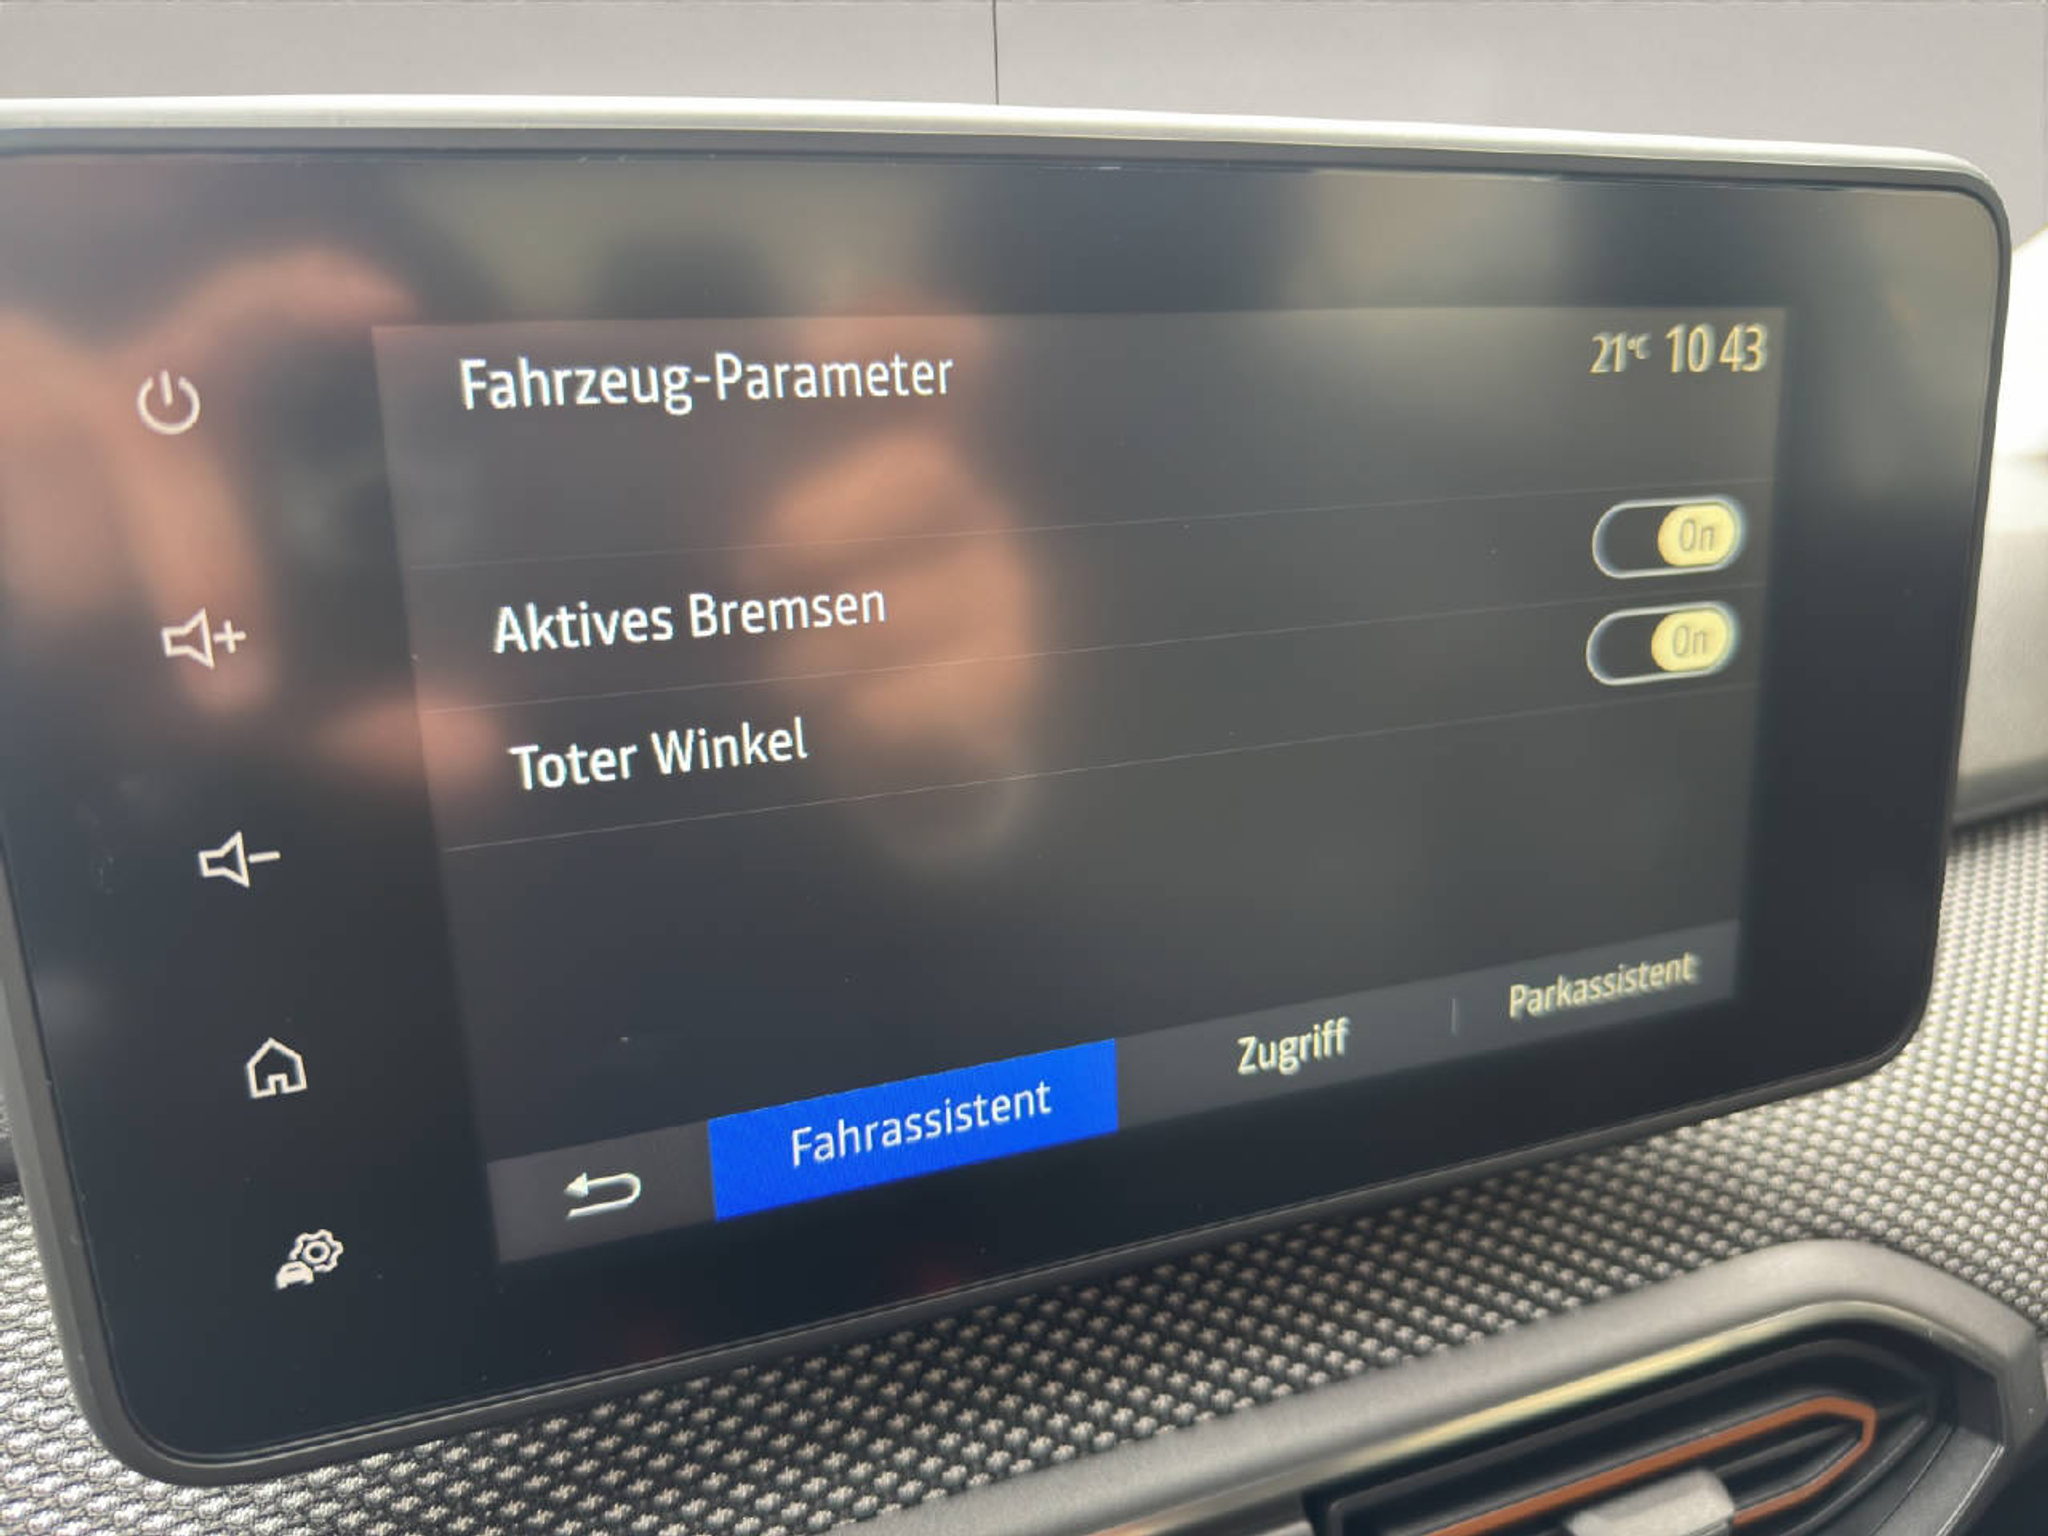 Fahrzeug-Parameter
21°C 10 43
Aktives Bremsen On
Toter Winkel On
Fahrassistent Zugriff Parkassistent